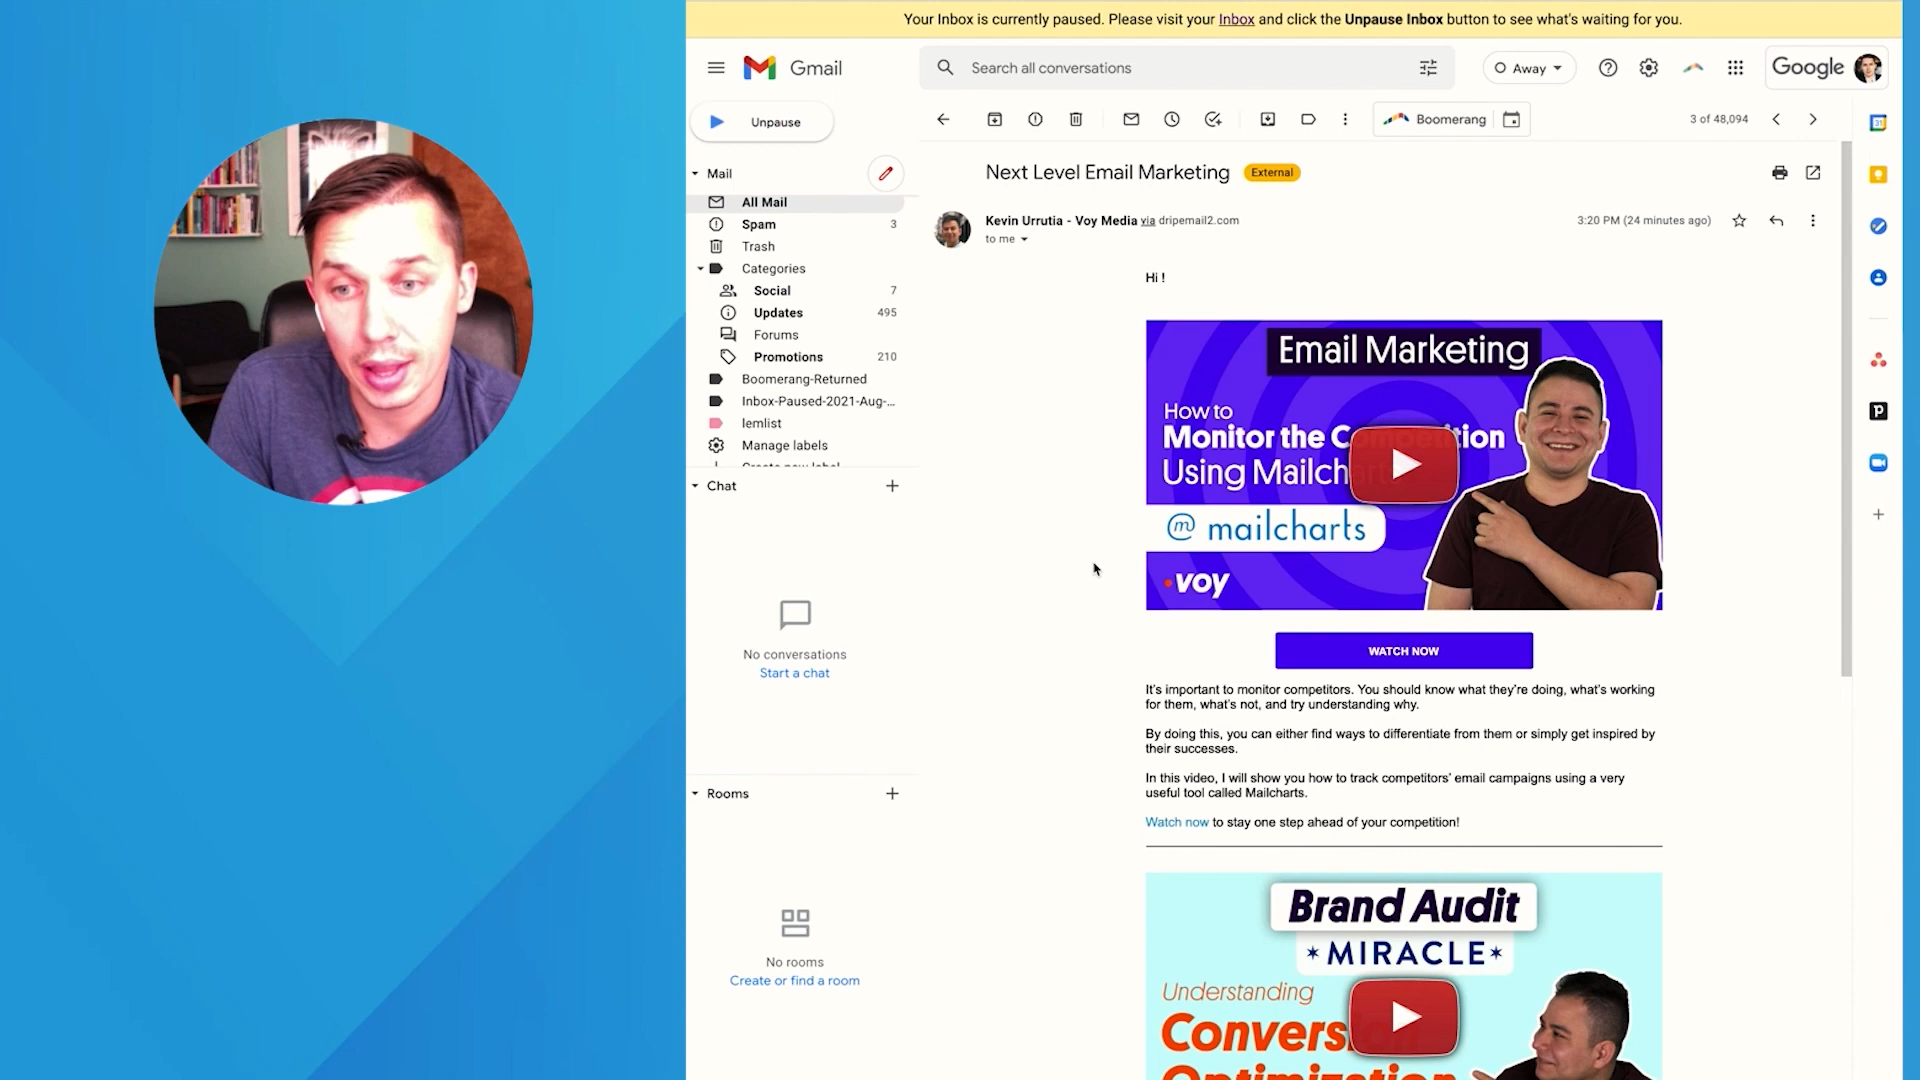 Your Inbox is currently paused. Please visit your Inbox and click the Unpause Inbox button to see what's waiting for you.
Gmail
Search all conversations
Away
Google
Unpause
Boomerang
3 of 48,094
Mail
All Mail
Spam 3
Trash
Categories
Social 7
Updates 495
Forums
Promotions 210
Boomerang-Returned
Inbox-Paused-2021-Aug-...
lemlist
Manage labels
Create new label
Chat
No conversations
Start a chat
Rooms
No rooms
Create or find a room
Next Level Email Marketing External
Kevin Urrutia - Voy Media via dripemail2.com
3:20 PM (24 minutes ago)
to me
Hi !
Email Marketing
How to
Monitor the Competition
Using Mailch
@ mailcharts
voy
WATCH NOW
It's important to monitor competitors. You should know what they're doing, what's working
for them, what's not, and try understanding why.
By doing this, you can either find ways to differentiate from them or simply get inspired by
their successes.
In this video, I will show you how to track competitors' email campaigns using a very
useful tool called Mailcharts.
Watch now to stay one step ahead of your competition!
Brand Audit
*MIRACLE*
Understanding
Convers
Optimization
31